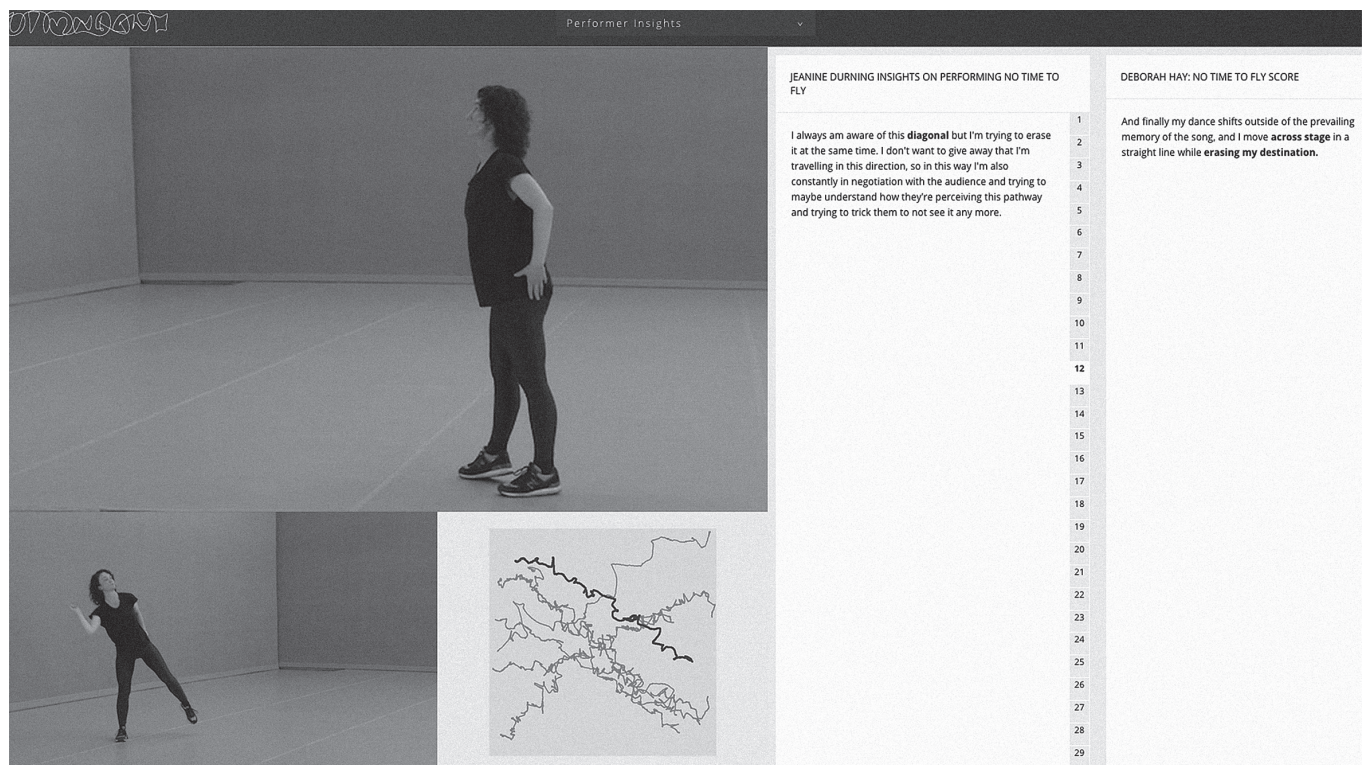 Performer Insights
JEANINE DURNING INSIGHTS ON PERFORMING NO TIME TO
FLY
I always am aware of this diagonal but I'm trying to erase
it at the same time. I don't want to give away that I'm
travelling in this direction, so in this way I'm also
constantly in negotiation with the audience and trying to
maybe understand how they're perceiving this pathway
and trying to trick them to not see it any more.
1
2
3
4
5
6
7
8
9
10
11
12
13
14
15
16
17
18
19
20
21
22
23
24
25
26
27
28
29
DEBORAH HAY: NO TIME TO FLY SCORE
And finally my dance shifts outside of the prevailing
memory of the song, and I move across stage in a
straight line while erasing my destination.